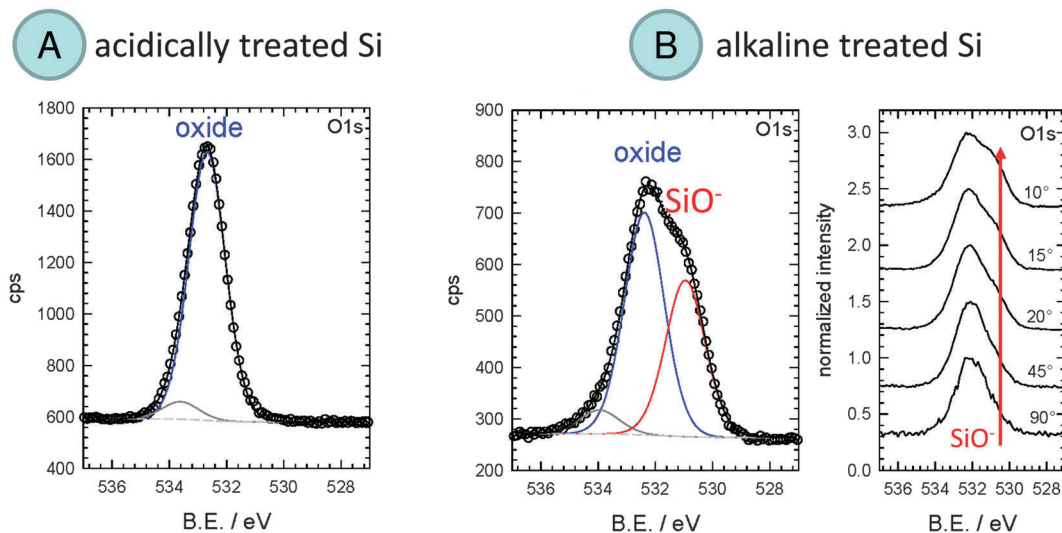 A acidically treated Si
B alkaline treated Si
1800
1600
1400
1200
1000
800
600
400
cps
oxide
O1s
536 534 532 530 528
B.E. / eV
900
800
700
600
500
400
300
200
cps
oxide
SiO-
O1s
536 534 532 530 528
B.E. / eV
3.0
2.5
2.0
1.5
1.0
0.5
0.0
normalized intensity
O1s
10°
15°
20°
45°
90°
SiO-
536 534 532 530 528
B.E. / eV